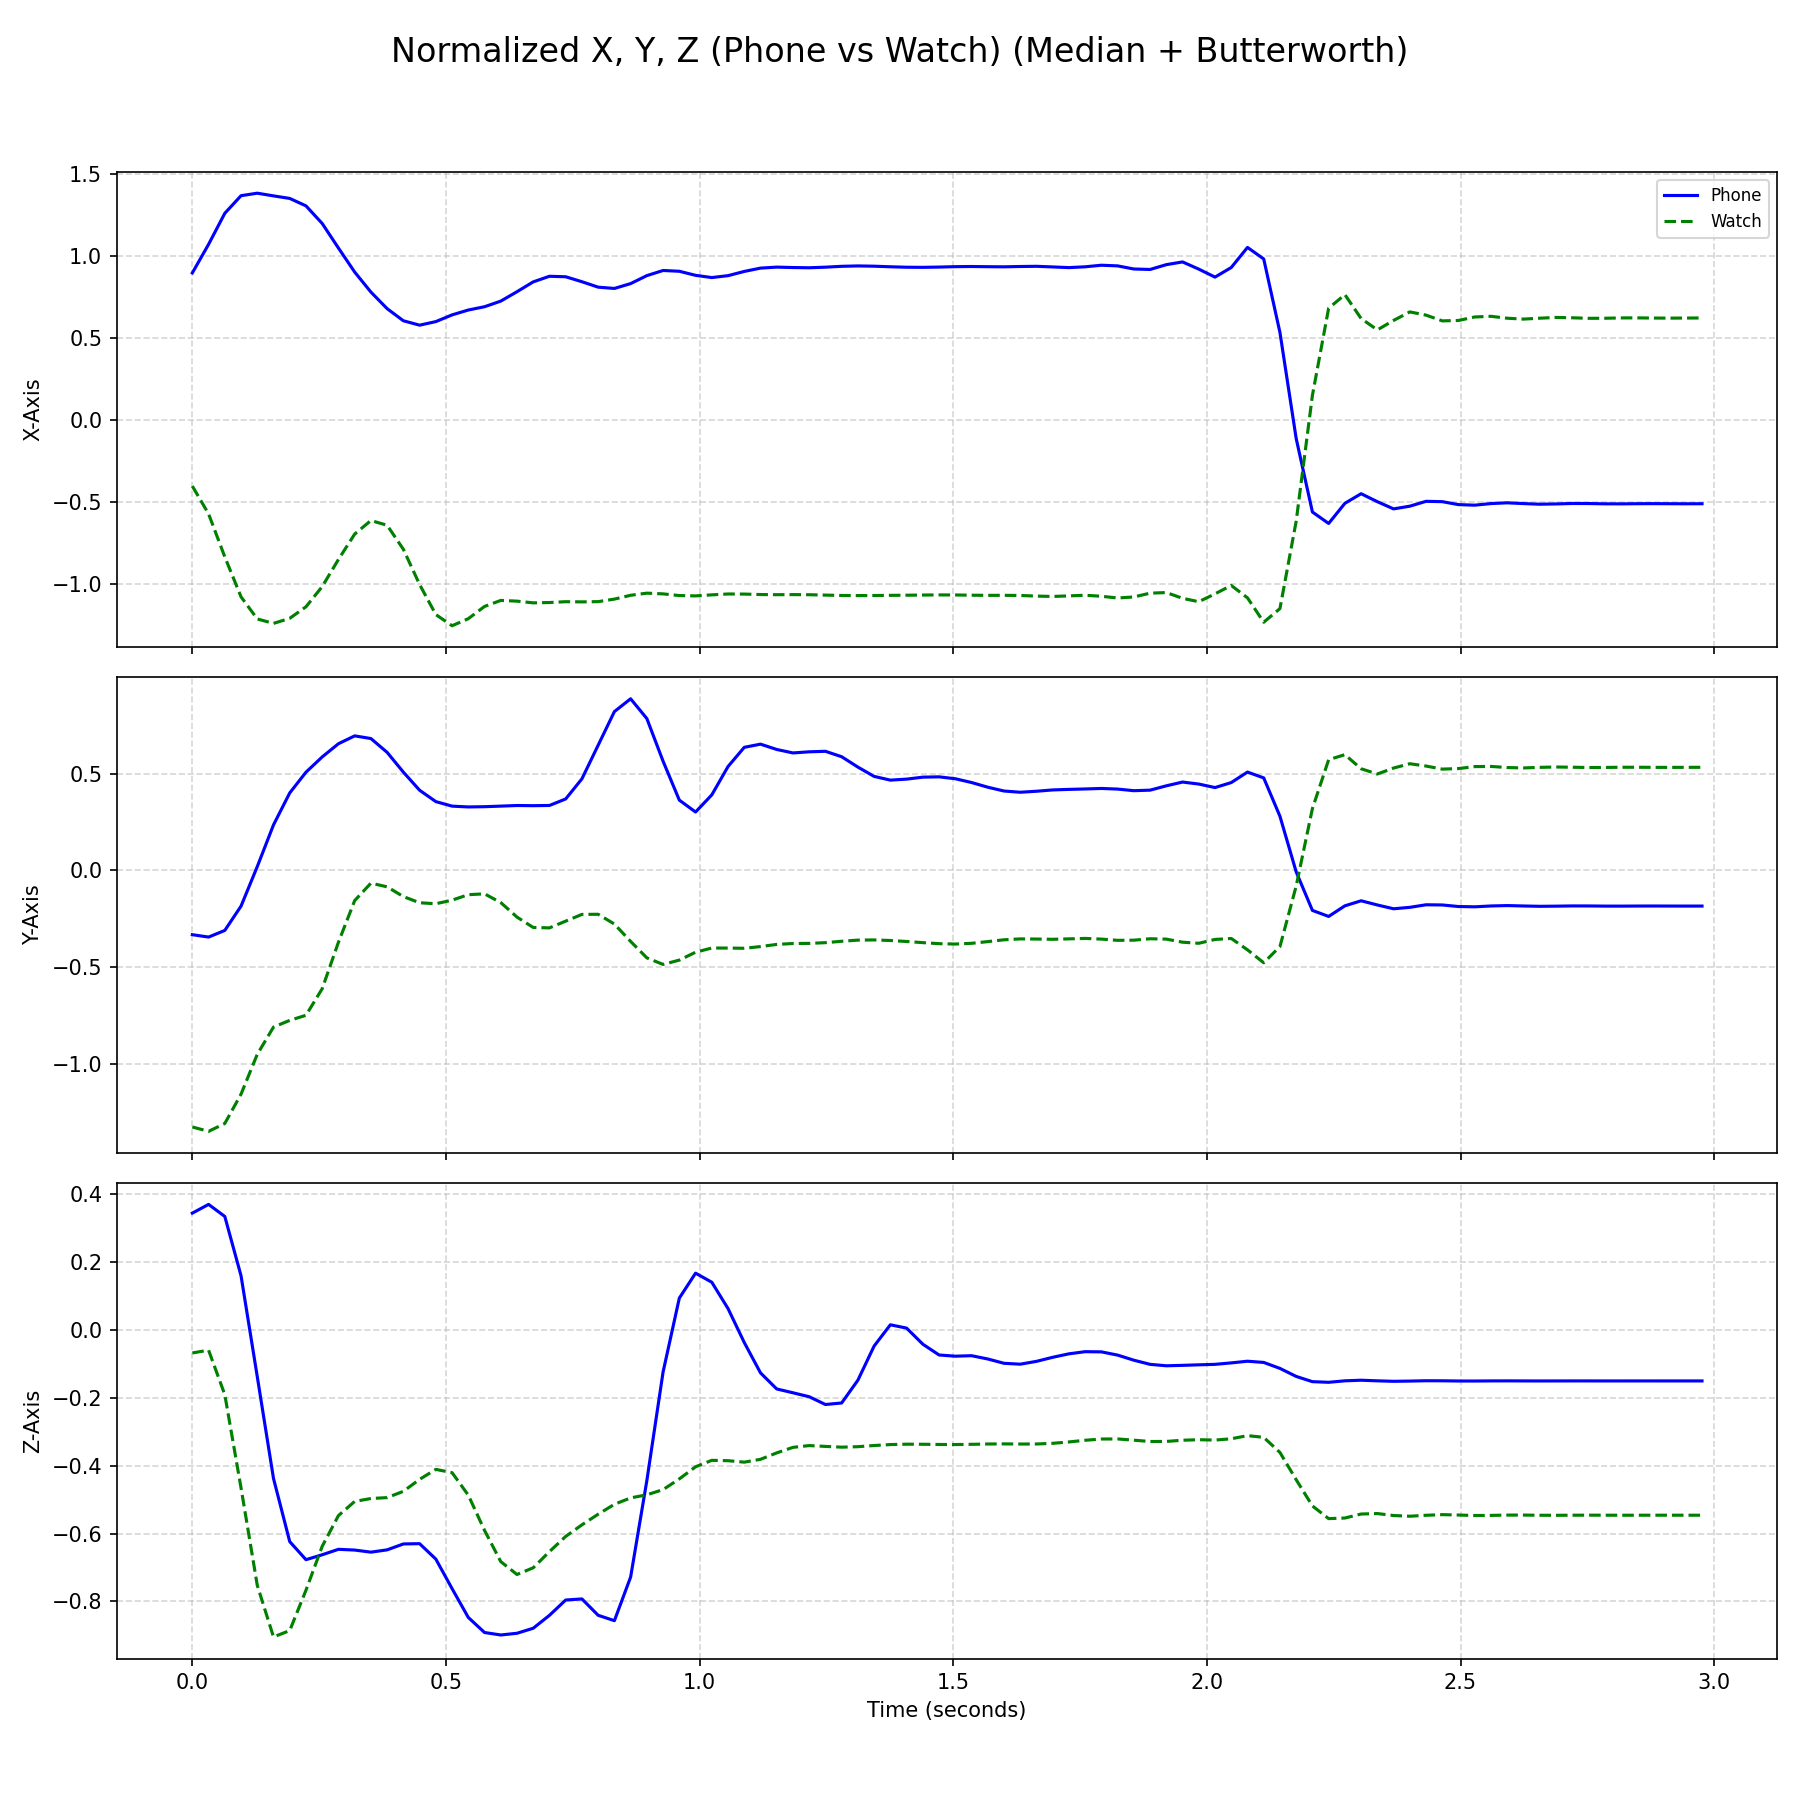 Normalized X, Y, Z (Phone vs Watch) (Median + Butterworth)
1.5
1.0
0.5
0.0
−0.5
−1.0
X-Axis
Phone
Watch
0.5
0.0
−0.5
−1.0
Y-Axis
0.4
0.2
0.0
−0.2
−0.4
−0.6
−0.8
Z-Axis
0.0 0.5 1.0 1.5 2.0 2.5 3.0
Time (seconds)